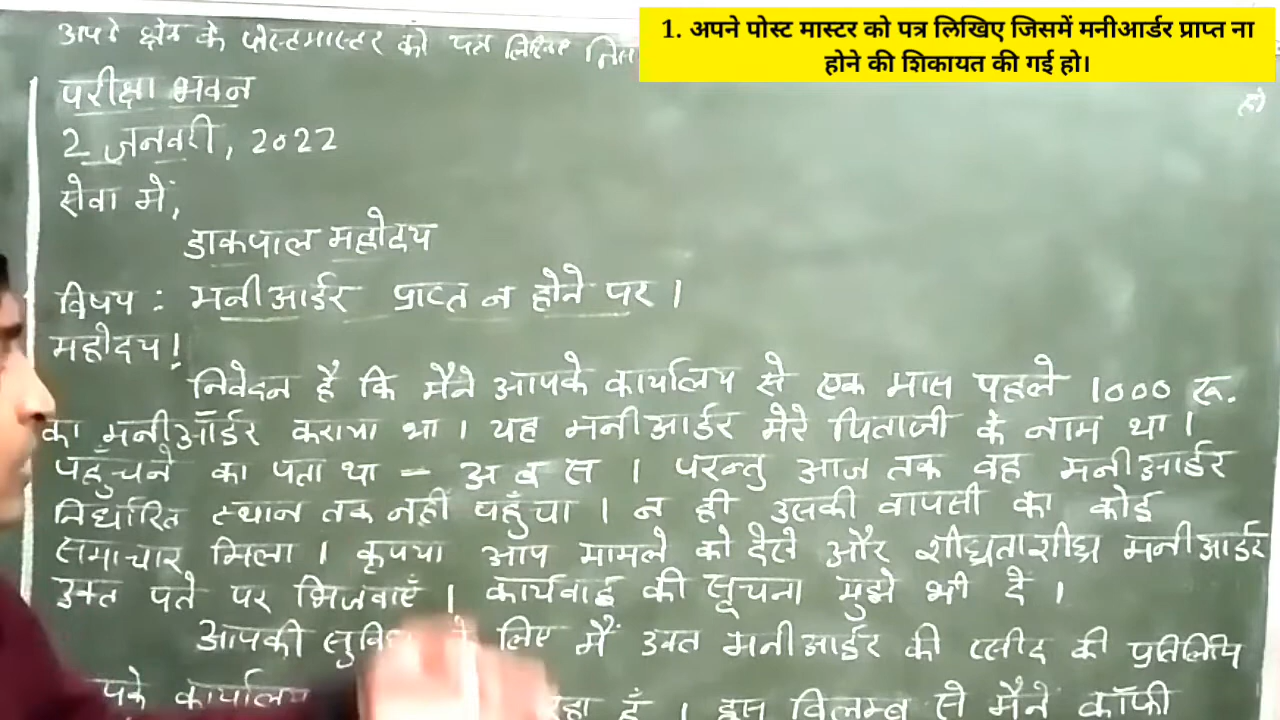 1. अपने पोस्ट मास्टर को पत्र लिखिए जिसमें मनीआर्डर प्राप्त ना
होने की शिकायत की गई हो।
आपके क्षेत्र के पोस्टमास्टर को पत्र लिखिए जिस
हो
परीक्षा भवन
2 जनवरी, 2022
सेवा में,
डाकपाल महोदय
विषय : मनीआर्डर प्राप्त न होने पर।
महोदय!
निवेदन है कि मैंने आपके कार्यालय से एक मास पहले 1000 रू.
का मनीऑर्डर कराया था। यह मनीआर्डर मेरे पिताजी के नाम था।
पहुँचने का पता था - अ ब स। परन्तु आज तक वह मनीआर्डर
निर्धारित स्थान तक नहीं पहुँचा। न ही उसकी वापसी का कोई
समाचार मिला। कृपया आप मामले को देते और शीघ्रताशीघ्र मनीआर्डर
उक्त पते पर भिजवाएँ। कार्यवाई की सूचना मुझे भी दें।
आपकी के लिए मैं उक्त मनीआर्डर की स्लीद की प्रतिलिपि
कार्यालय रहा हूँ। इस विलम्ब से मैंने कॉफी